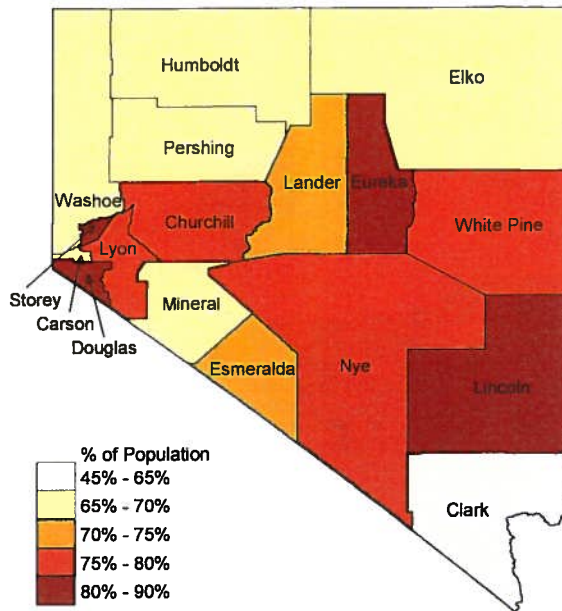 Humboldt
Elko
Pershing
Lander
Eureka
Washoe
Churchill
White Pine
Lyon
Storey
Carson
Douglas
Mineral
Esmeralda
Nye
Lincoln
Clark
% of Population
45% - 65%
65% - 70%
70% - 75%
75% - 80%
80% - 90%